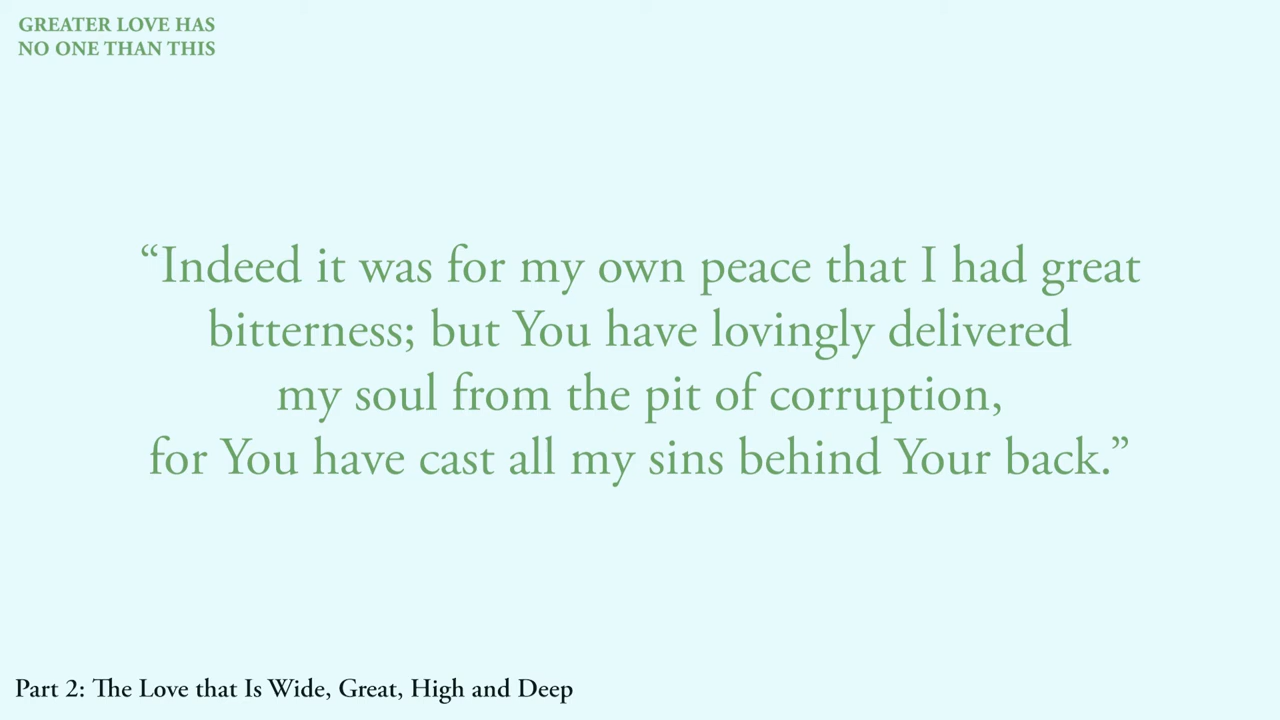 GREATER LOVE HAS
NO ONE THAN THIS
“Indeed it was for my own peace that I had great
bitterness; but You have lovingly delivered
my soul from the pit of corruption,
for You have cast all my sins behind Your back.”
Part 2: The Love that Is Wide, Great, High and Deep